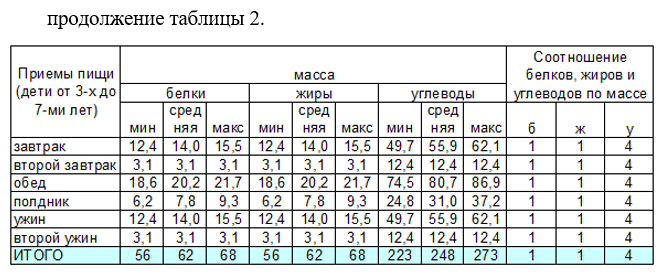 продолжение таблицы 2.
Приемы пищи (дети от 3-х до 7-ми лет) масса Соотношение белков, жиров и углеводов по массе
белки жиры углеводы
мин средняя макс мин средняя макс мин средняя макс б ж у
завтрак 12,4 14,0 15,5 12,4 14,0 15,5 49,7 55,9 62,1 1 1 4
второй завтрак 3,1 3,1 3,1 3,1 3,1 3,1 12,4 12,4 12,4 1 1 4
обед 18,6 20,2 21,7 18,6 20,2 21,7 74,5 80,7 86,9 1 1 4
полдник 6,2 7,8 9,3 6,2 7,8 9,3 24,8 31,0 37,2 1 1 4
ужин 12,4 14,0 15,5 12,4 14,0 15,5 49,7 55,9 62,1 1 1 4
второй ужин 3,1 3,1 3,1 3,1 3,1 3,1 12,4 12,4 12,4 1 1 4
ИТОГО 56 62 68 56 62 68 223 248 273 1 1 4